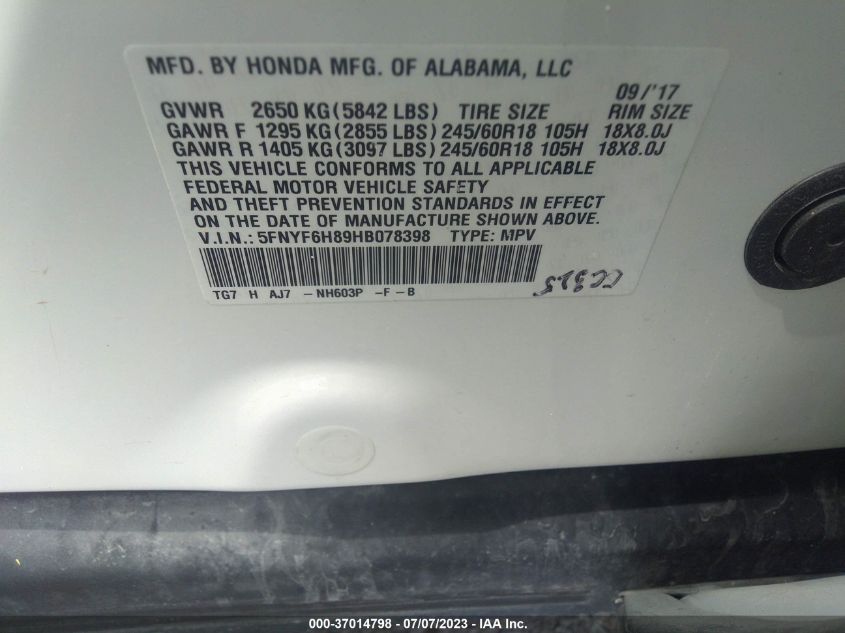 MFD. BY HONDA MFG. OF ALABAMA, LLC
09/'17
GVWR 2650 KG(5842 LBS) TIRE SIZE RIM SIZE
GAWR F 1295 KG(2855 LBS) 245/60R18 105H 18X8.0J
GAWR R 1405 KG(3097 LBS) 245/60R18 105H 18X8.0J
THIS VEHICLE CONFORMS TO ALL APPLICABLE
FEDERAL MOTOR VEHICLE SAFETY
AND THEFT PREVENTION STANDARDS IN EFFECT
ON THE DATE OF MANUFACTURE SHOWN ABOVE.
V.I.N.: 5FNYF6H89HB078398 TYPE: MPV
TG7 H AJ7 -NH603P -F-B
000-37014798 - 07/07/2023 - IAA Inc.